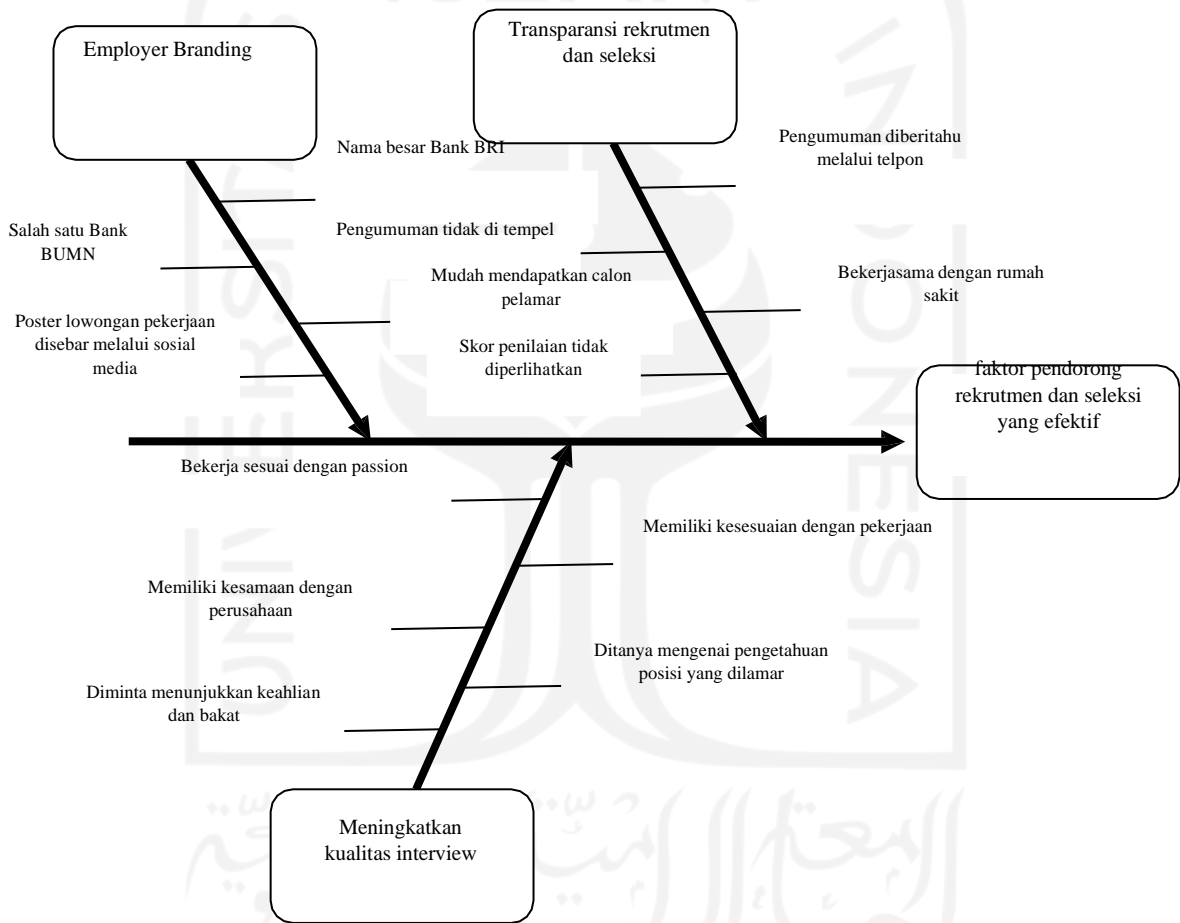 Employer Branding
Transparansi rekrutmen
dan seleksi
Nama besar Bank BRI
Pengumuman diberitahu
melalui telpon
Salah satu Bank
BUMN
Pengumuman tidak di tempel
Mudah mendapatkan calon
pelamar
Bekerjasama dengan rumah
sakit
Poster lowongan pekerjaan
disebar melalui sosial
media
Skor penilaian tidak
diperlihatkan
faktor pendorong
rekrutmen dan seleksi
yang efektif
Bekerja sesuai dengan passion
Memiliki kesesuaian dengan pekerjaan
Memiliki kesamaan dengan
perusahaan
Ditanya mengenai pengetahuan
posisi yang dilamar
Diminta menunjukkan keahlian
dan bakat
Meningkatkan
kualitas interview